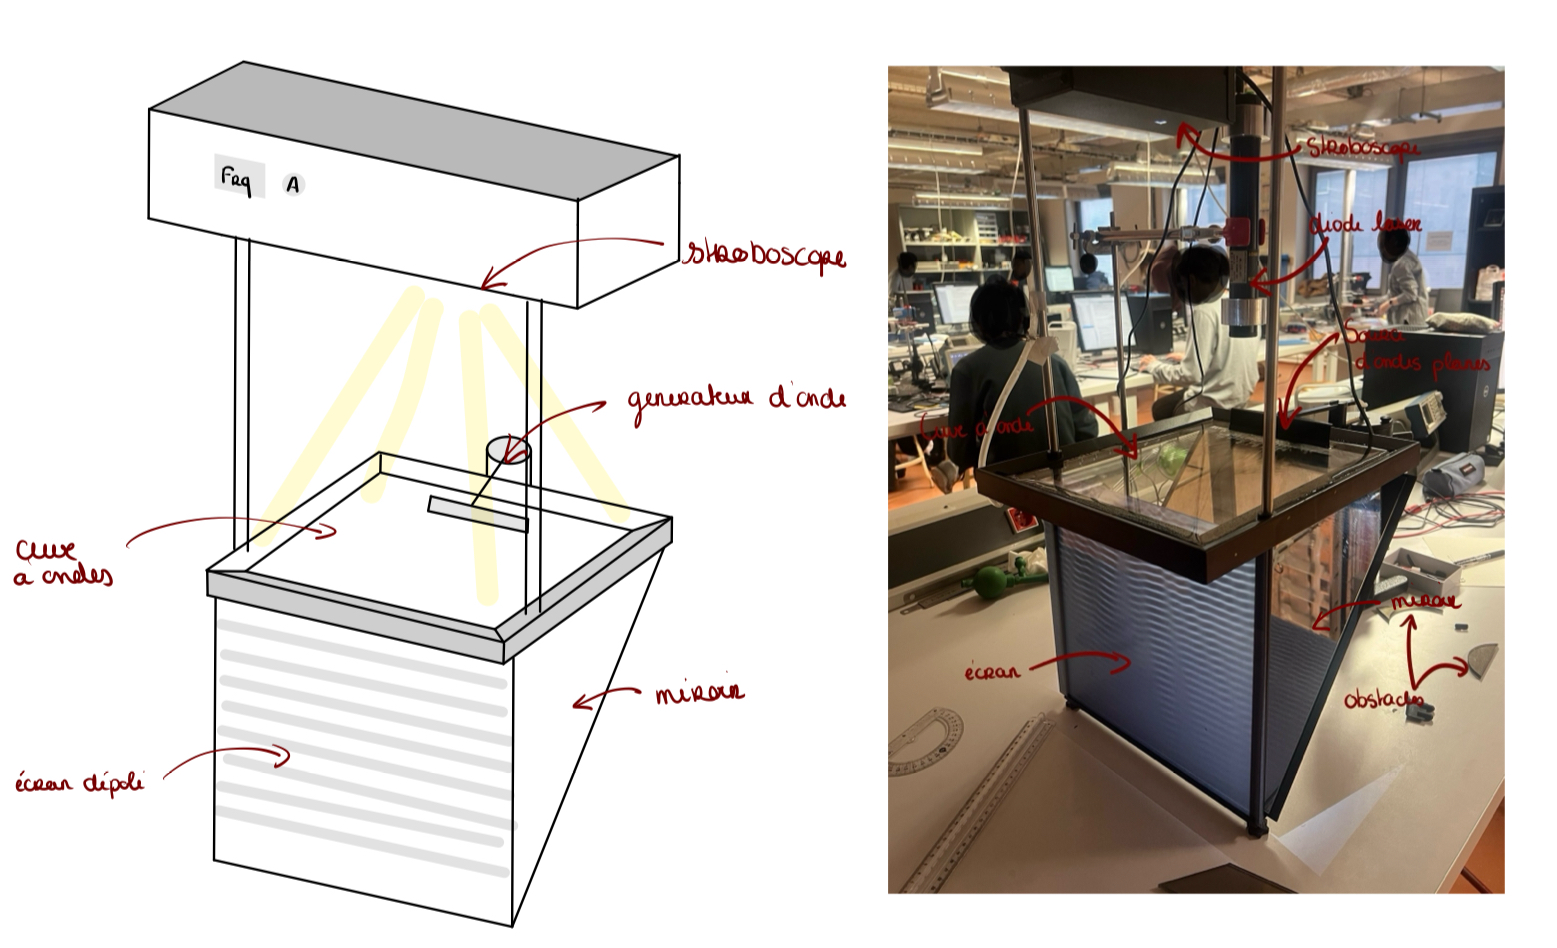 Frq A
stroboscope
generateur d'onde
cuve
a ondes
miroir
écran dépoli
Stroboscope
diode laser
Source
d'ondes planes
Cuve à onde
miroir
écran
obstacles